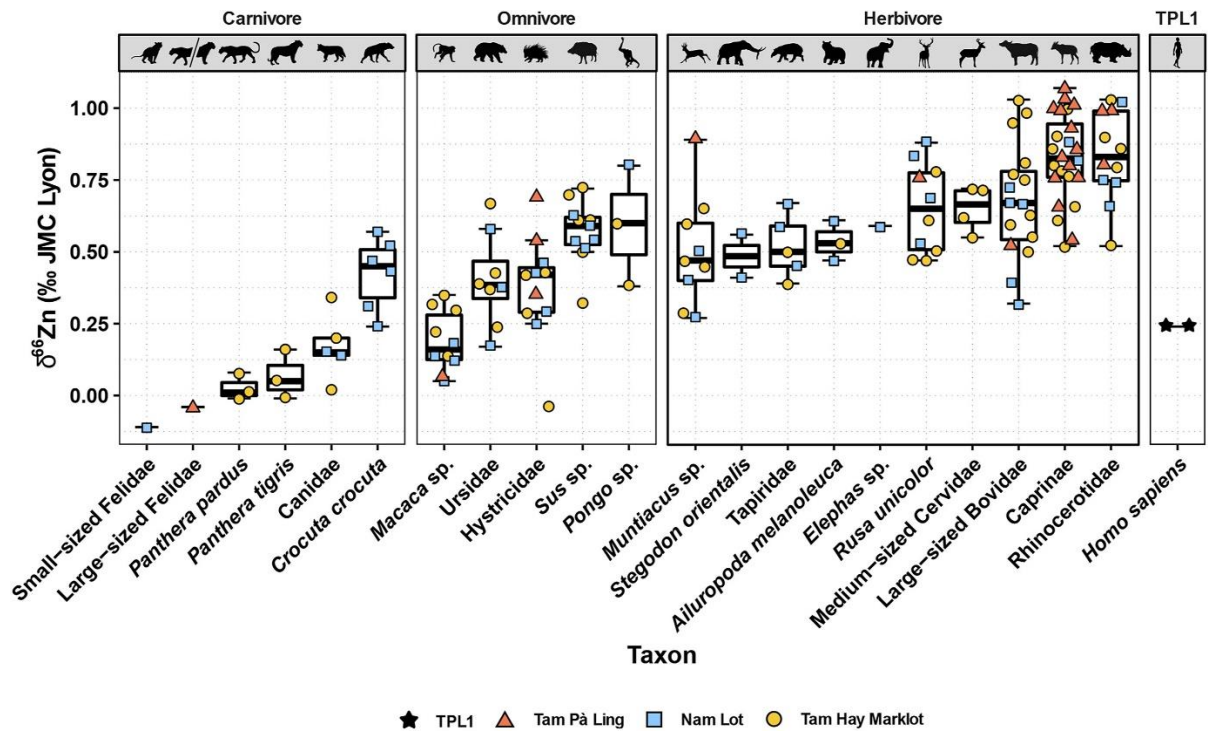 Carnivore
Omnivore
Herbivore
TPL1
1.00
0.75
0.50
0.25
0.00
δ66Zn (‰ JMC Lyon)
Small−sized Felidae
Large−sized Felidae
Panthera pardus
Panthera tigris
Canidae
Crocuta crocuta
Macaca sp.
Ursidae
Hystricidae
Sus sp.
Pongo sp.
Muntiacus sp.
Stegodon orientalis
Tapiridae
Ailuropoda melanoleuca
Elephas sp.
Rusa unicolor
Medium−sized Cervidae
Large−sized Bovidae
Caprinae
Rhinocerotidae
Homo sapiens
Taxon
TPL1
Tam Pà Ling
Nam Lot
Tam Hay Marklot